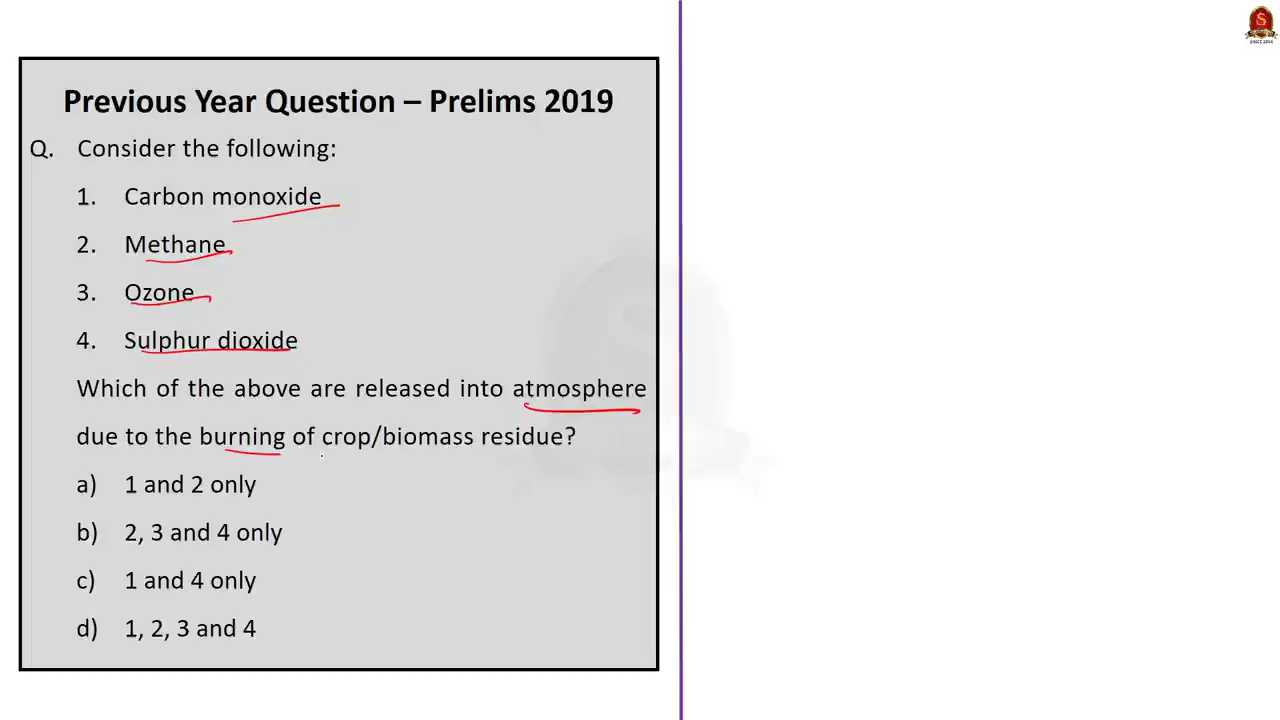 Previous Year Question – Prelims 2019
Q. Consider the following:
1. Carbon monoxide
2. Methane
3. Ozone
4. Sulphur dioxide
Which of the above are released into atmosphere
due to the burning of crop/biomass residue?
a) 1 and 2 only
b) 2, 3 and 4 only
c) 1 and 4 only
d) 1, 2, 3 and 4
S
S